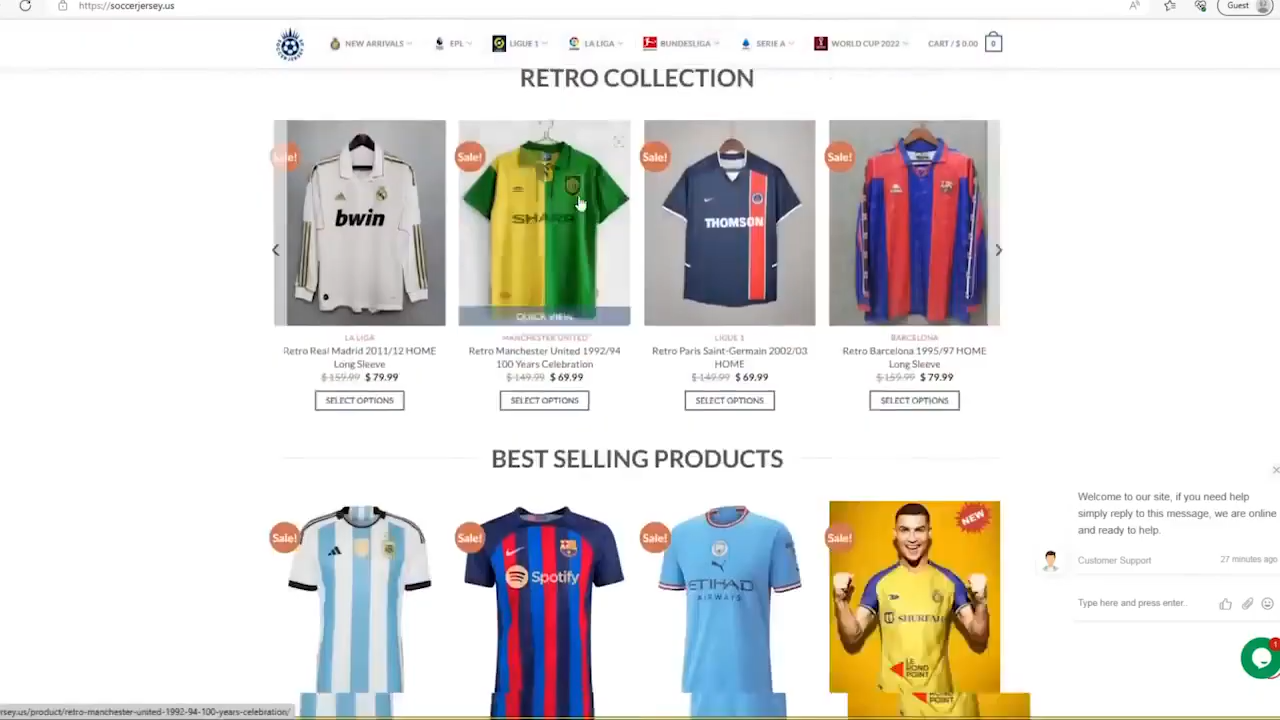 https://soccerjersey.us
Guest
NEW ARRIVALS
EPL
LIGUE 1
LA LIGA
BUNDESLIGA
SERIE A
WORLD CUP 2022
CART / $ 0.00
0
RETRO COLLECTION
Sale!
Sale!
Sale!
Sale!
bwin
SHARP
THOMSON
QUICK VIEW
LA LIGA
MANCHESTER UNITED
LIGUE 1
BARCELONA
Retro Real Madrid 2011/12 HOME
Long Sleeve
Retro Manchester United 1992/94
100 Years Celebration
Retro Paris Saint-Germain 2002/03
HOME
Retro Barcelona 1995/97 HOME
Long Sleeve
$ 159.99 $ 79.99
$ 149.99 $ 69.99
$ 149.99 $ 69.99
$ 159.99 $ 79.99
SELECT OPTIONS
SELECT OPTIONS
SELECT OPTIONS
SELECT OPTIONS
BEST SELLING PRODUCTS
Sale!
Sale!
Sale!
Sale!
NEW
Spotify
ETIHAD
AIRWAYS
SHURFAH
LE
ROND
POINT
Welcome to our site, if you need help
simply reply to this message, we are online
and ready to help.
Customer Support
27 minutes ago
Type here and press enter..
1
rsey.us/product/retro-manchester-united-1992-94-100-years-celebration/